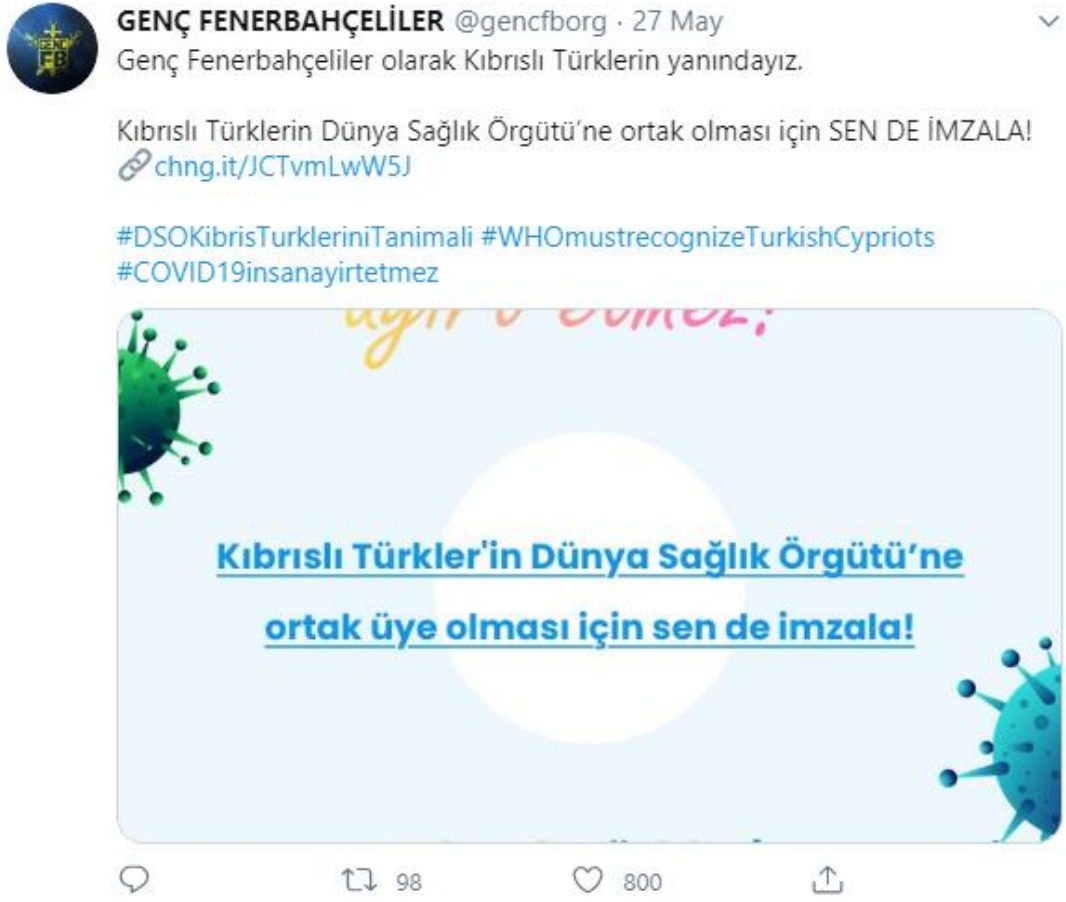 GENÇ FENERBAHÇELİLER @gencfborg · 27 May
Genç Fenerbahçeliler olarak Kıbrıslı Türklerin yanındayız.
Kıbrıslı Türklerin Dünya Sağlık Örgütü'ne ortak olması için SEN DE İMZALA!
chng.it/JCTvmLwW5J
#DSOKibrisTurkleriniTanimali #WHOmustrecognizeTurkishCypriots
#COVID19insanayirtetmez
Kıbrıslı Türkler'in Dünya Sağlık Örgütü’ne
ortak üye olması için sen de imzala!
98 800